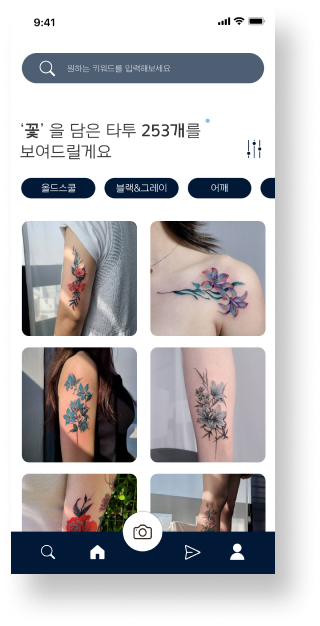 9:41
원하는 키워드를 입력해보세요
‘꽃’ 을 담은 타투 253개를
보여드릴게요
올드스쿨 블랙&그레이 어깨